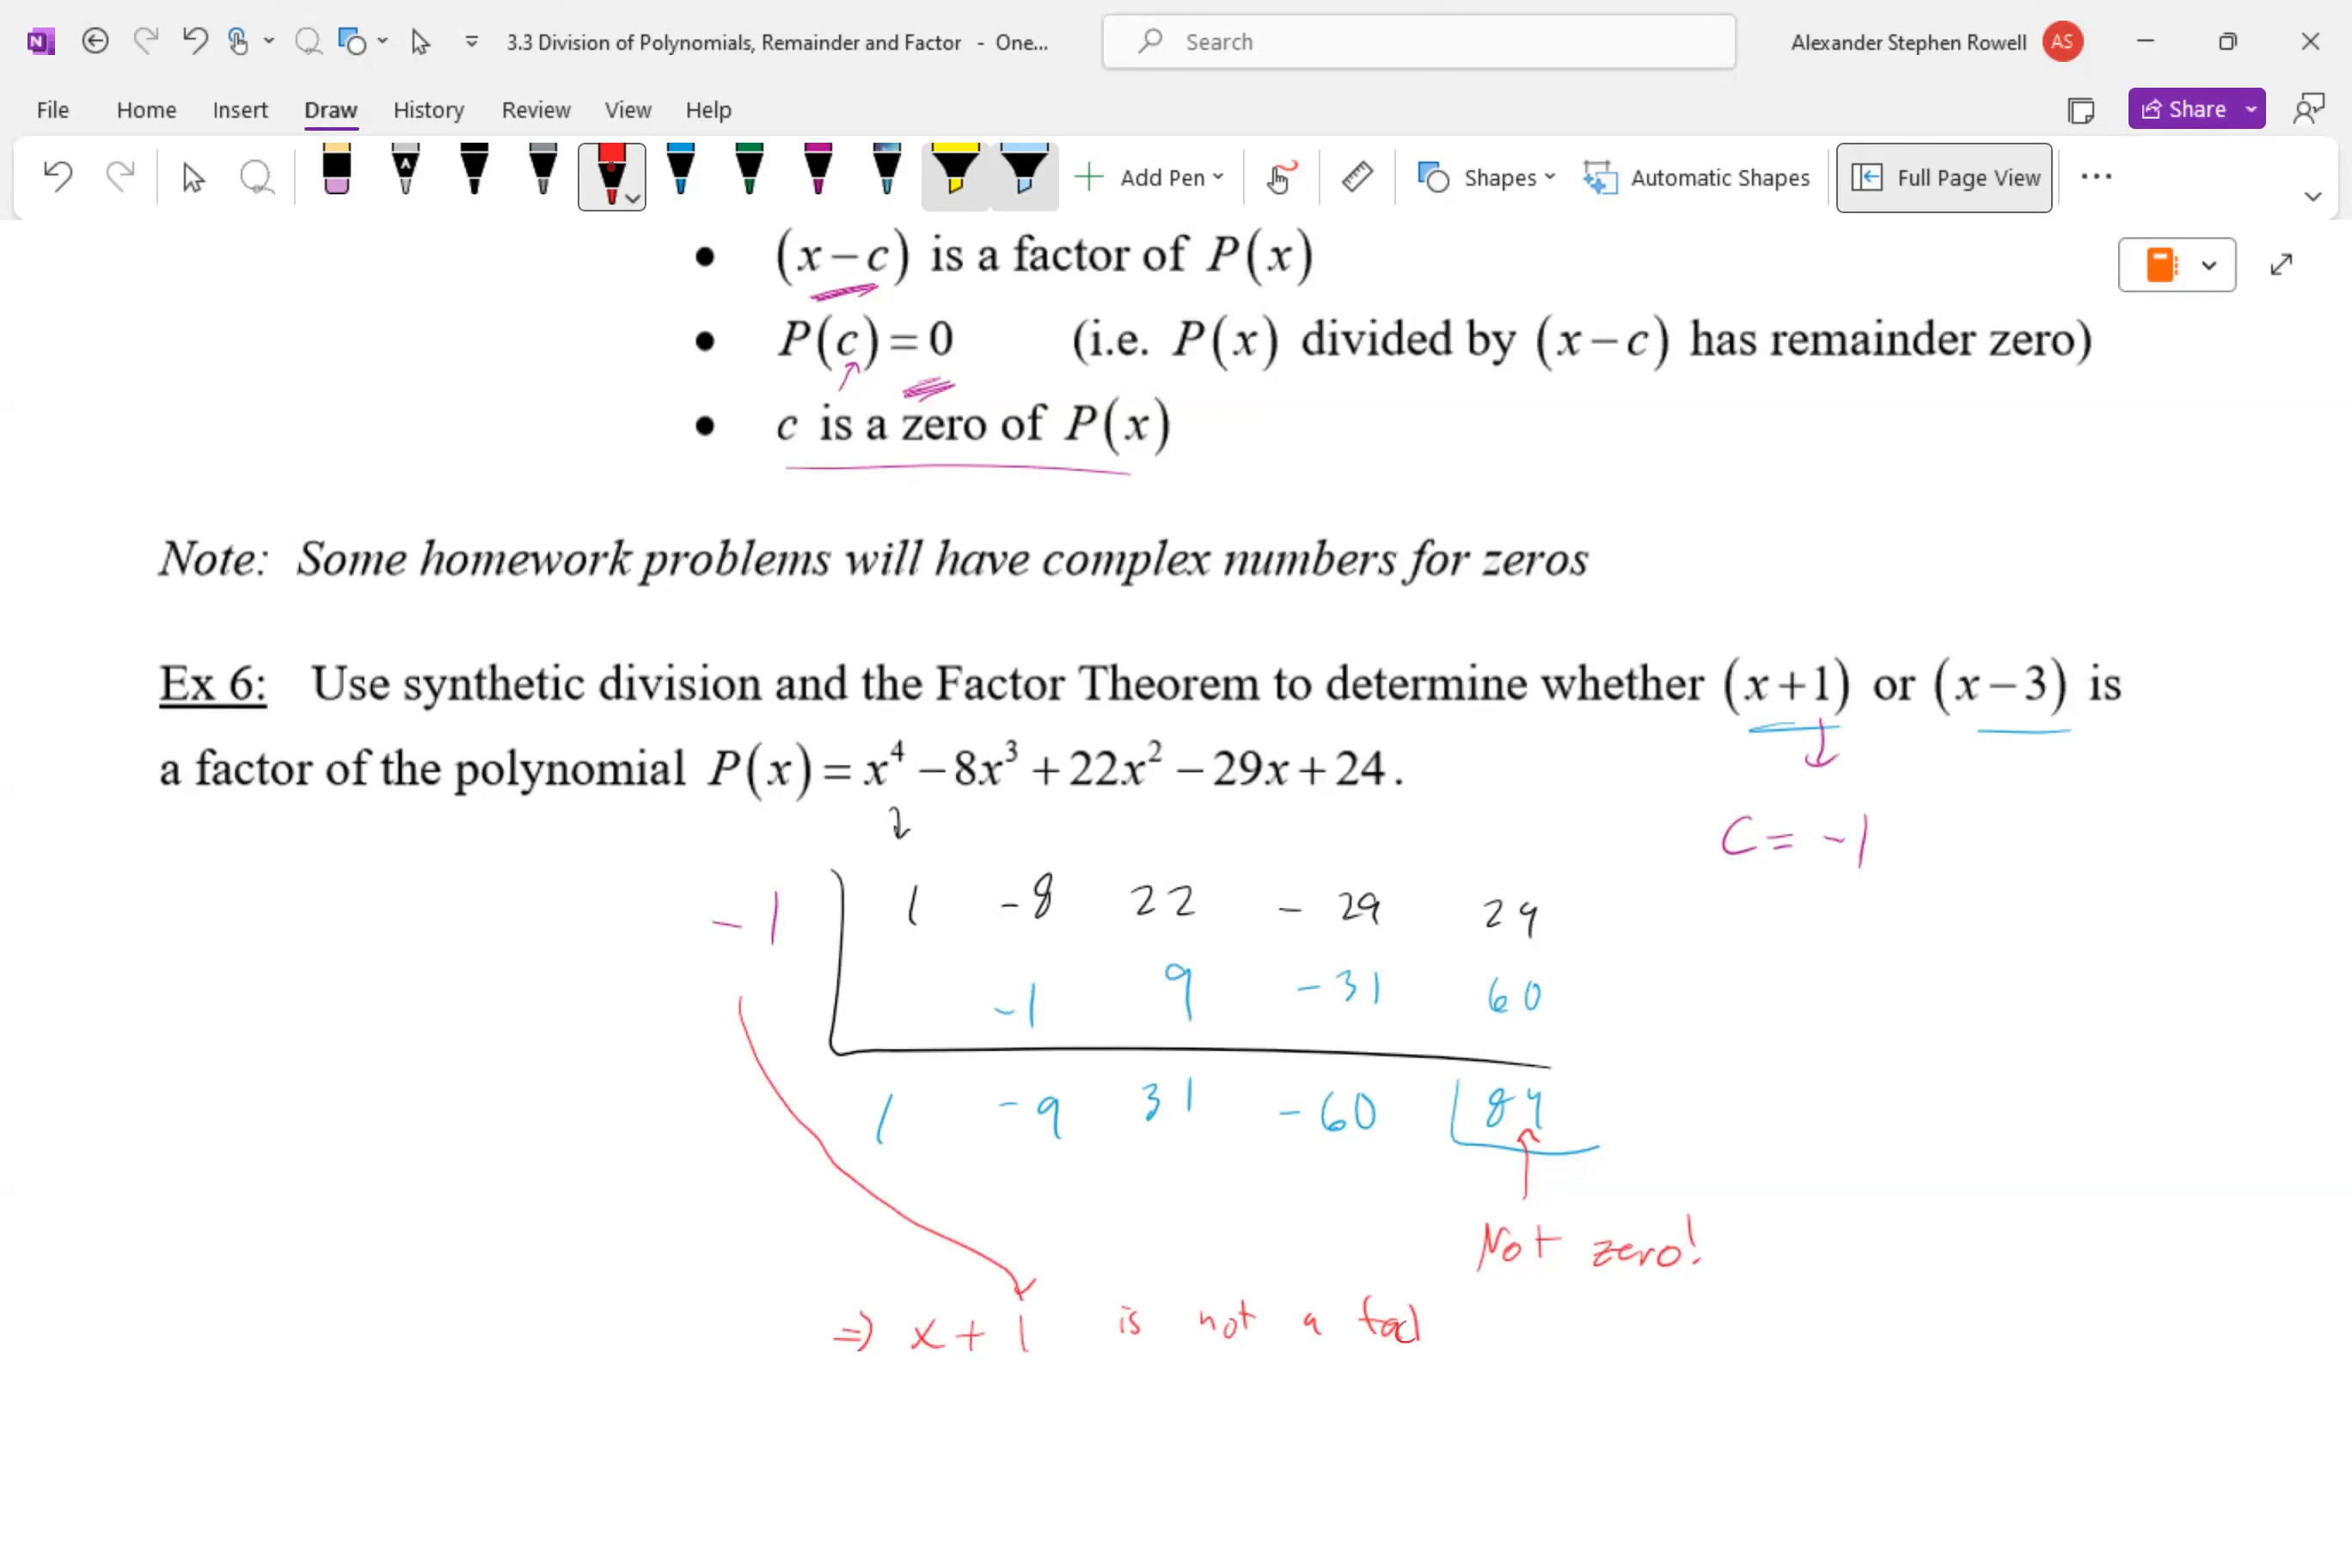 3.3 Division of Polynomials, Remainder and Factor - One...
Search
Alexander Stephen Rowell AS
File Home Insert Draw History Review View Help
Share
Add Pen
Shapes
Automatic Shapes
Full Page View
• (x−c) is a factor of P(x)
• P(c)=0 (i.e. P(x) divided by (x−c) has remainder zero)
• c is a zero of P(x)
Note: Some homework problems will have complex numbers for zeros
Ex 6: Use synthetic division and the Factor Theorem to determine whether (x+1) or (x−3) is
a factor of the polynomial P(x)=x⁴−8x³+22x²−29x+24.
C = -1
-1 1 -8 22 -29 24
-1 9 -31 60
1 -9 31 -60 84
Not zero!
⇒ x+1 is not a fac